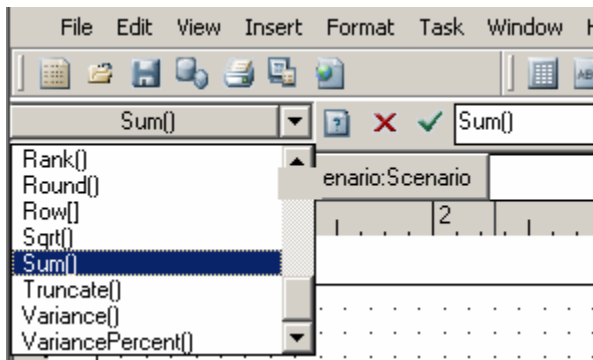 File Edit View Insert Format Task Window
Sum() Sum()
Rank()
Round()
enario:Scenario
Row[]
2
Sqrt()
Sum()
Truncate()
Variance()
VariancePercent()